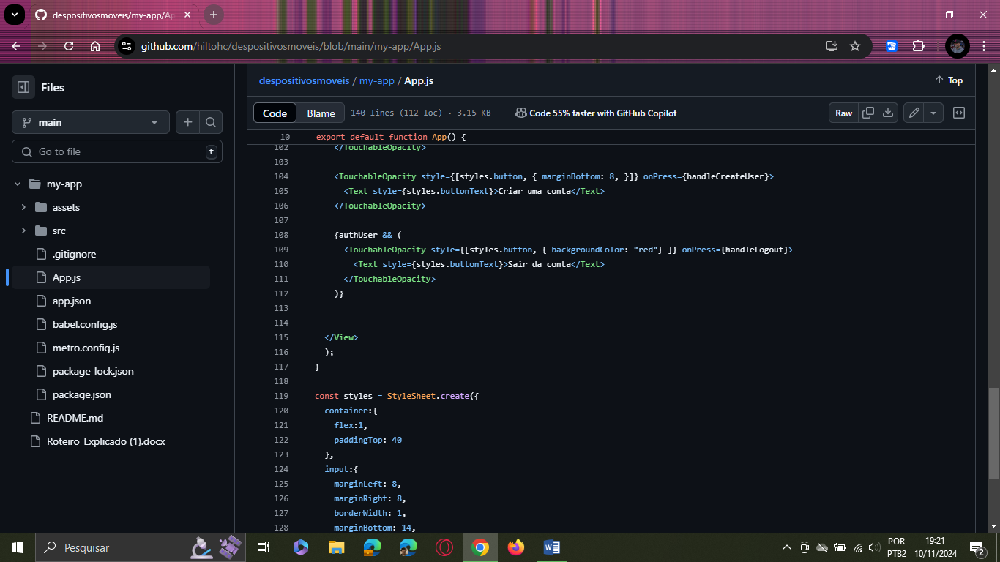 despositivosmoveis/my-app/Ap
github.com/hiltohc/despositivosmoveis/blob/main/my-app/App.js
Files
main
Go to file
t
my-app
assets
src
.gitignore
App.js
app.json
babel.config.js
metro.config.js
package-lock.json
package.json
README.md
Roteiro_Explicado (1).docx
despositivosmoveis / my-app / App.js
Top
Code
Blame
140 lines (112 loc) · 3.15 KB
Code 55% faster with GitHub Copilot
Raw
10 export default function App() {
102 </TouchableOpacity>
103
104 <TouchableOpacity style={[styles.button, { marginBottom: 8, }]} onPress={handleCreateUser}>
105 <Text style={styles.buttonText}>Criar uma conta</Text>
106 </TouchableOpacity>
107
108 {authUser && (
109 <TouchableOpacity style={[styles.button, { backgroundColor: "red"} ]} onPress={handleLogout}>
110 <Text style={styles.buttonText}>Sair da conta</Text>
111 </TouchableOpacity>
112 )}
113
114
115 </View>
116 );
117 }
118
119 const styles = StyleSheet.create({
120 container:{
121 flex:1,
122 paddingTop: 40
123 },
124 input:{
125 marginLeft: 8,
126 marginRight: 8,
127 borderWidth: 1,
128 marginBottom: 14,
Pesquisar
POR
PTB2
19:21
10/11/2024
2